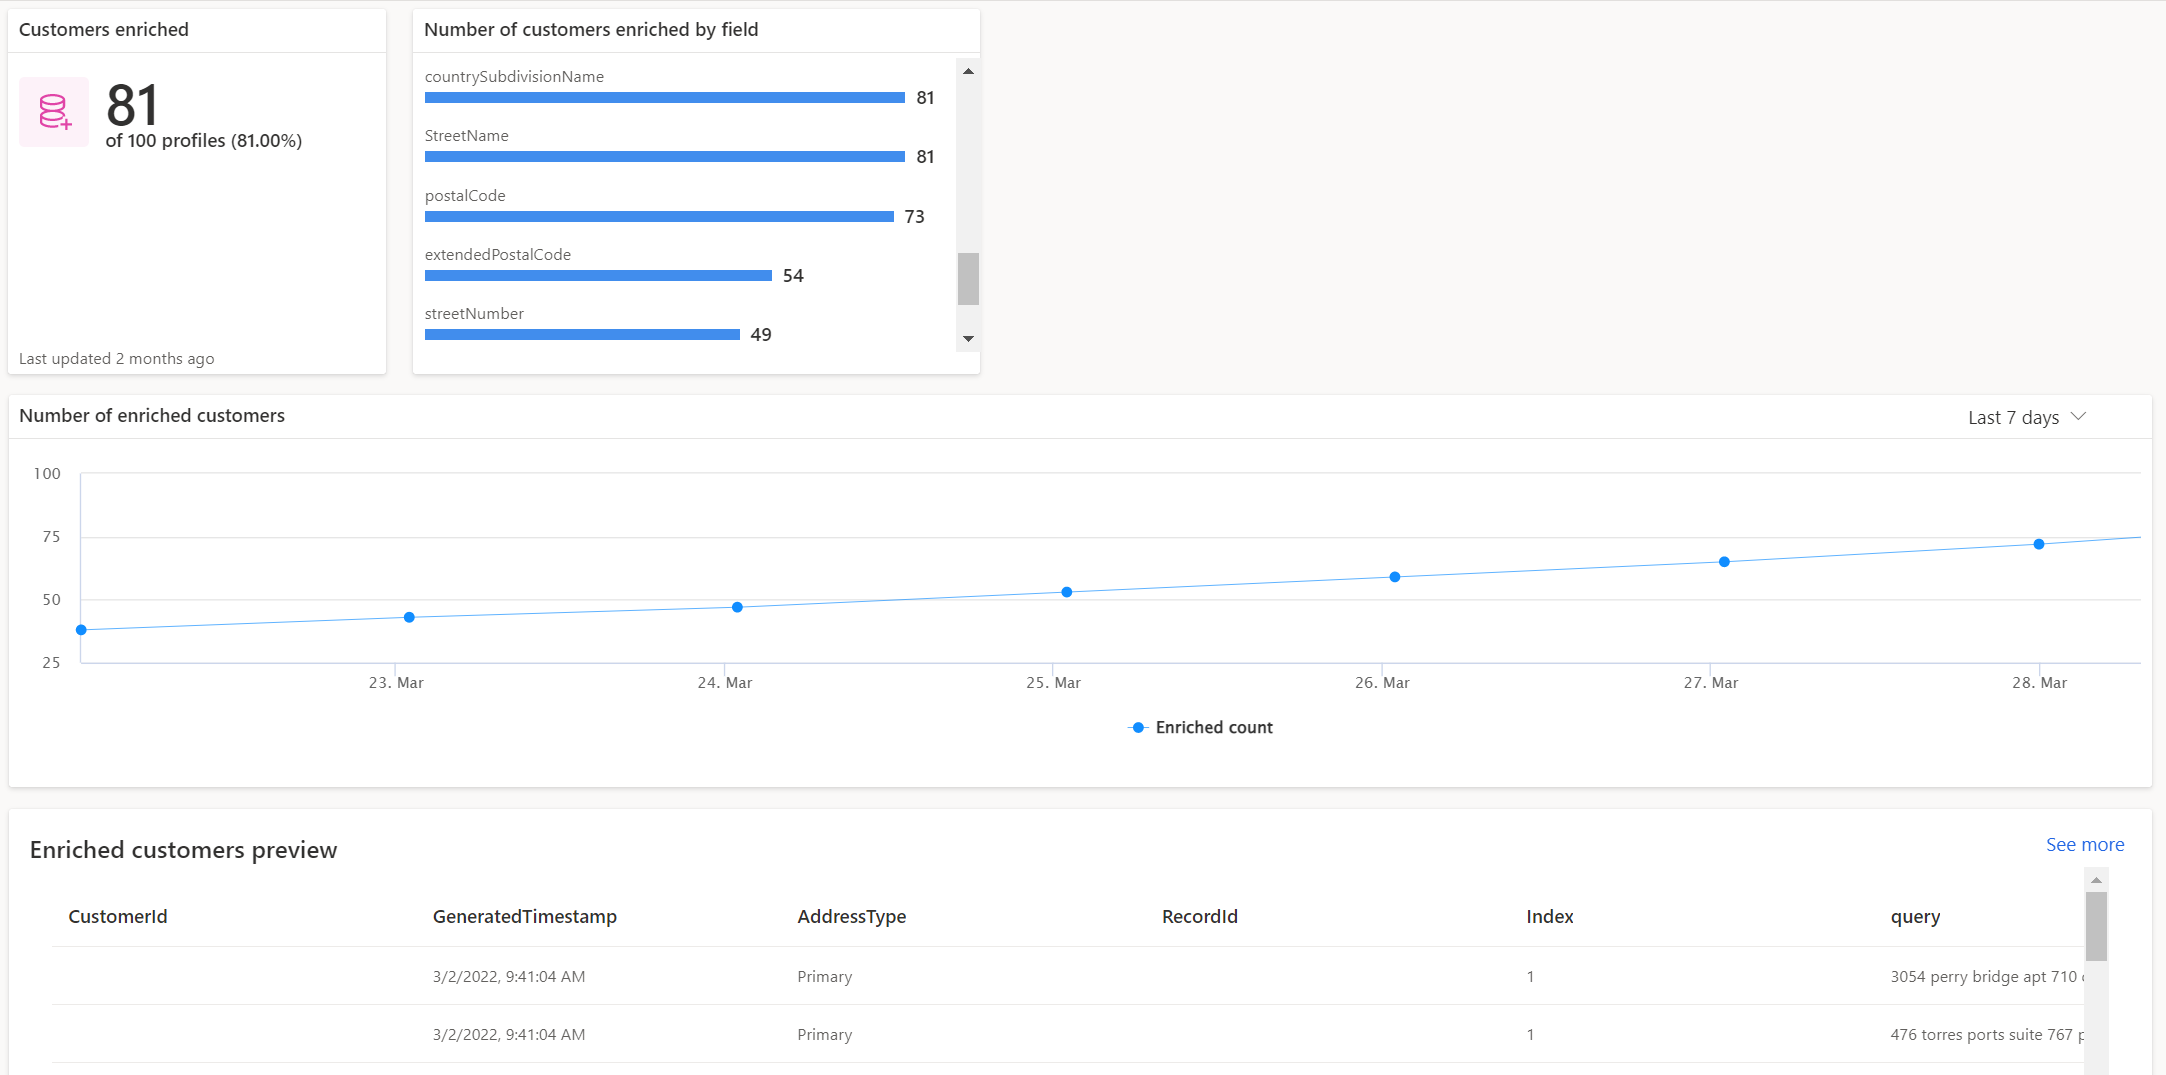 Customers enriched
81
of 100 profiles (81.00%)
Last updated 2 months ago
Number of customers enriched by field
countrySubdivisionName
81
StreetName
81
postalCode
73
extendedPostalCode
54
streetNumber
49
Number of enriched customers
Last 7 days
100
75
50
25
23. Mar 24. Mar 25. Mar 26. Mar 27. Mar 28. Mar
Enriched count
Enriched customers preview
See more
CustomerId GeneratedTimestamp AddressType RecordId Index query
3/2/2022, 9:41:04 AM Primary 1 3054 perry bridge apt 710
3/2/2022, 9:41:04 AM Primary 1 476 torres ports suite 767